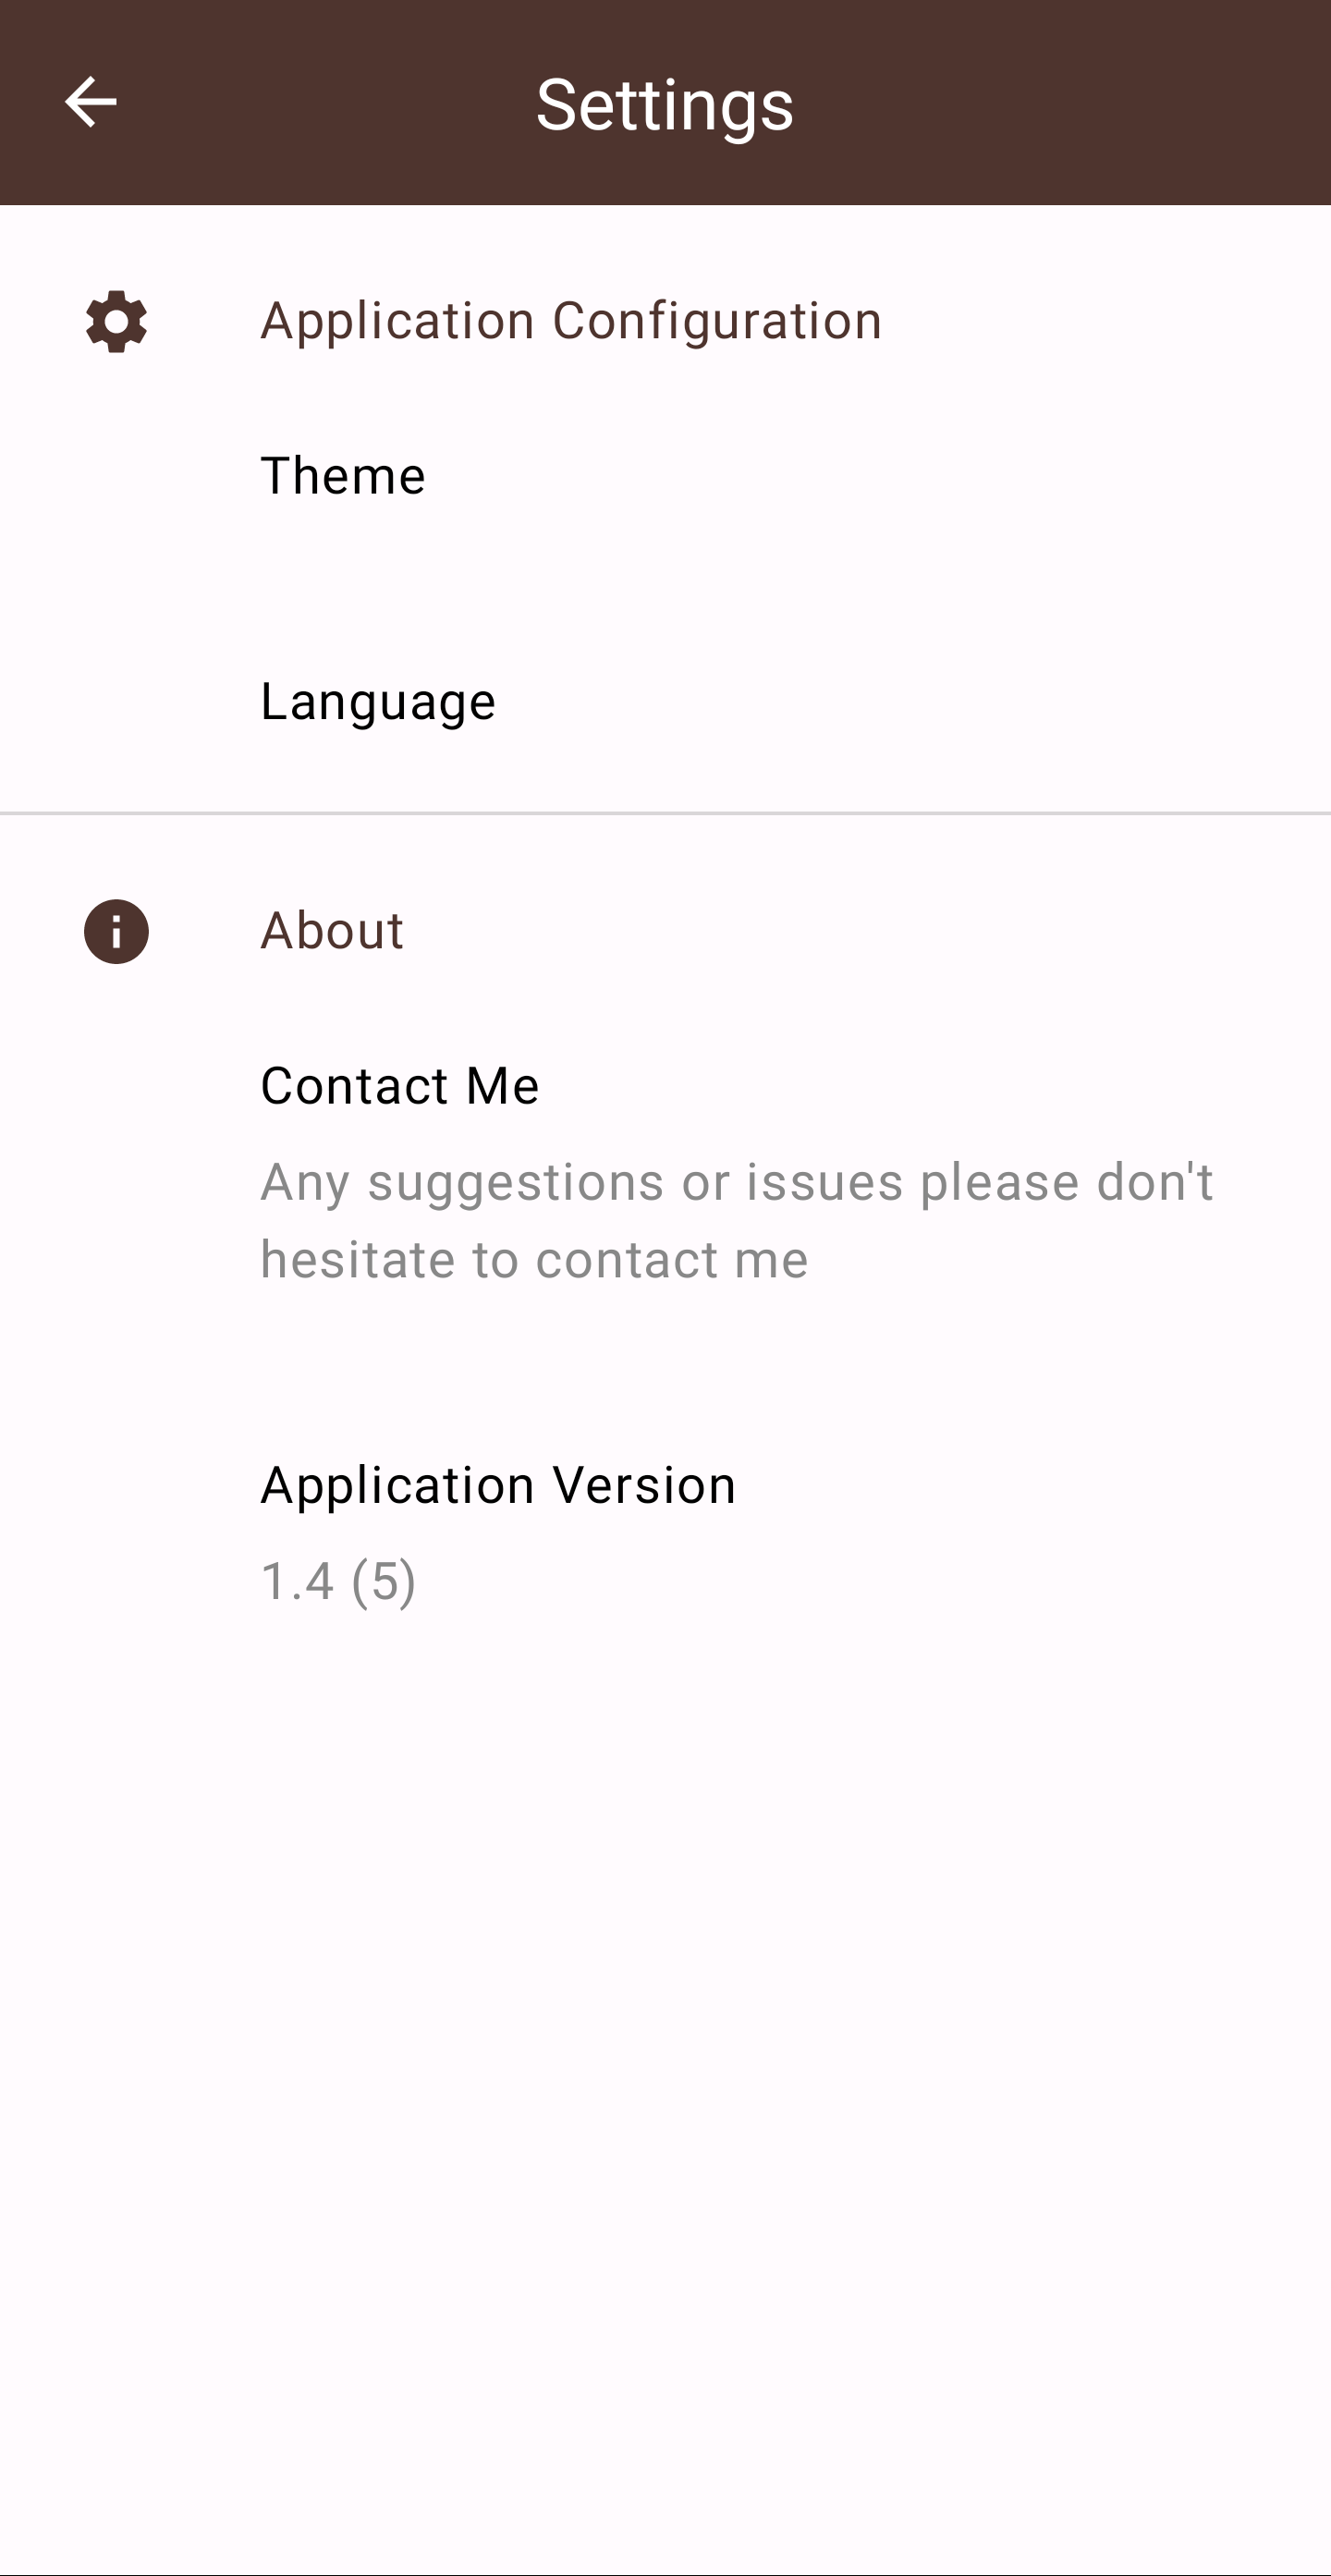 Settings
Application Configuration
Theme
Language
About
Contact Me
Any suggestions or issues please don't
hesitate to contact me
Application Version
1.4 (5)